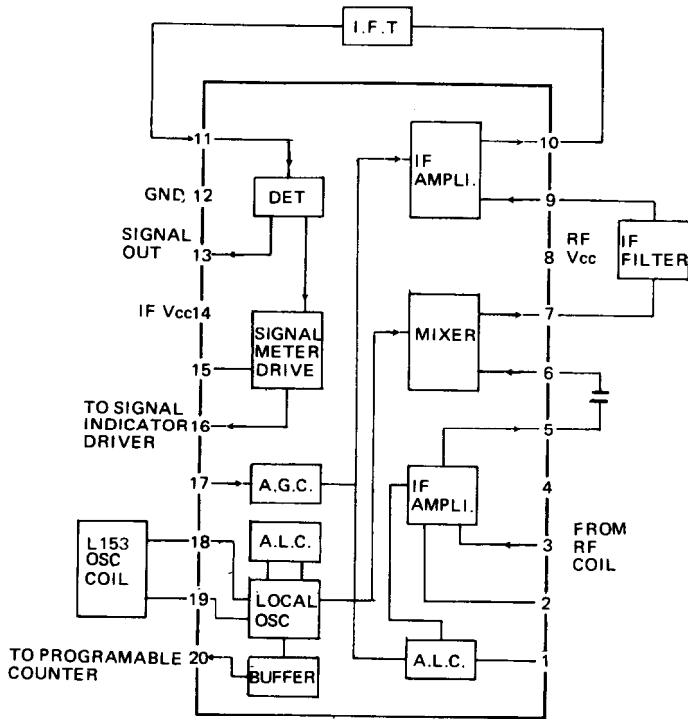 I.F.T
11
10
IF
AMPLI.
GND, 12
DET
9
SIGNAL
OUT
13
RF
Vcc
8
IF
FILTER
IF Vcc14
7
SIGNAL
METER
DRIVE
MIXER
15
6
TO SIGNAL
INDICATOR
DRIVER
16
5
17
A.G.C.
IF
AMPLI.
4
L153
OSC
COIL
18
A.L.C.
3
FROM
RF
COIL
19
LOCAL
OSC
2
TO PROGRAMABLE
COUNTER
20
BUFFER
A.L.C.
1